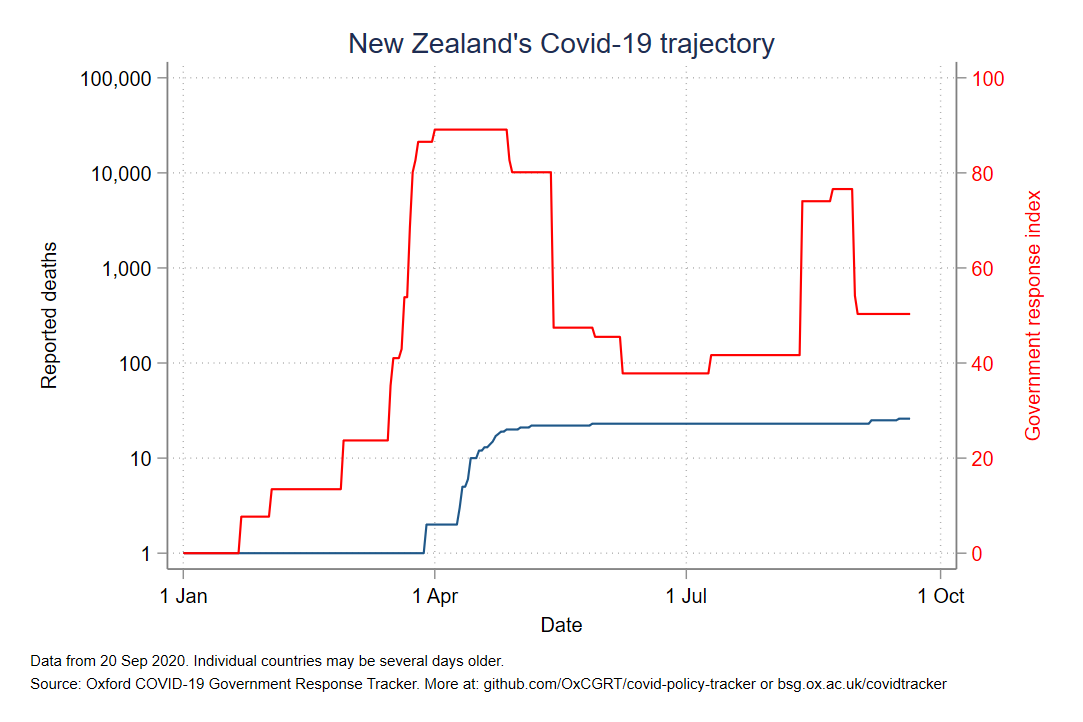 New Zealand's Covid-19 trajectory
100,000
10,000
1,000
100
10
1
Reported deaths
100
80
60
40
20
0
Government response index
1 Jan
1 Apr
1 Jul
1 Oct
Date
Data from 20 Sep 2020. Individual countries may be several days older.
Source: Oxford COVID-19 Government Response Tracker. More at: github.com/OxCGRT/covid-policy-tracker or bsg.ox.ac.uk/covidtracker